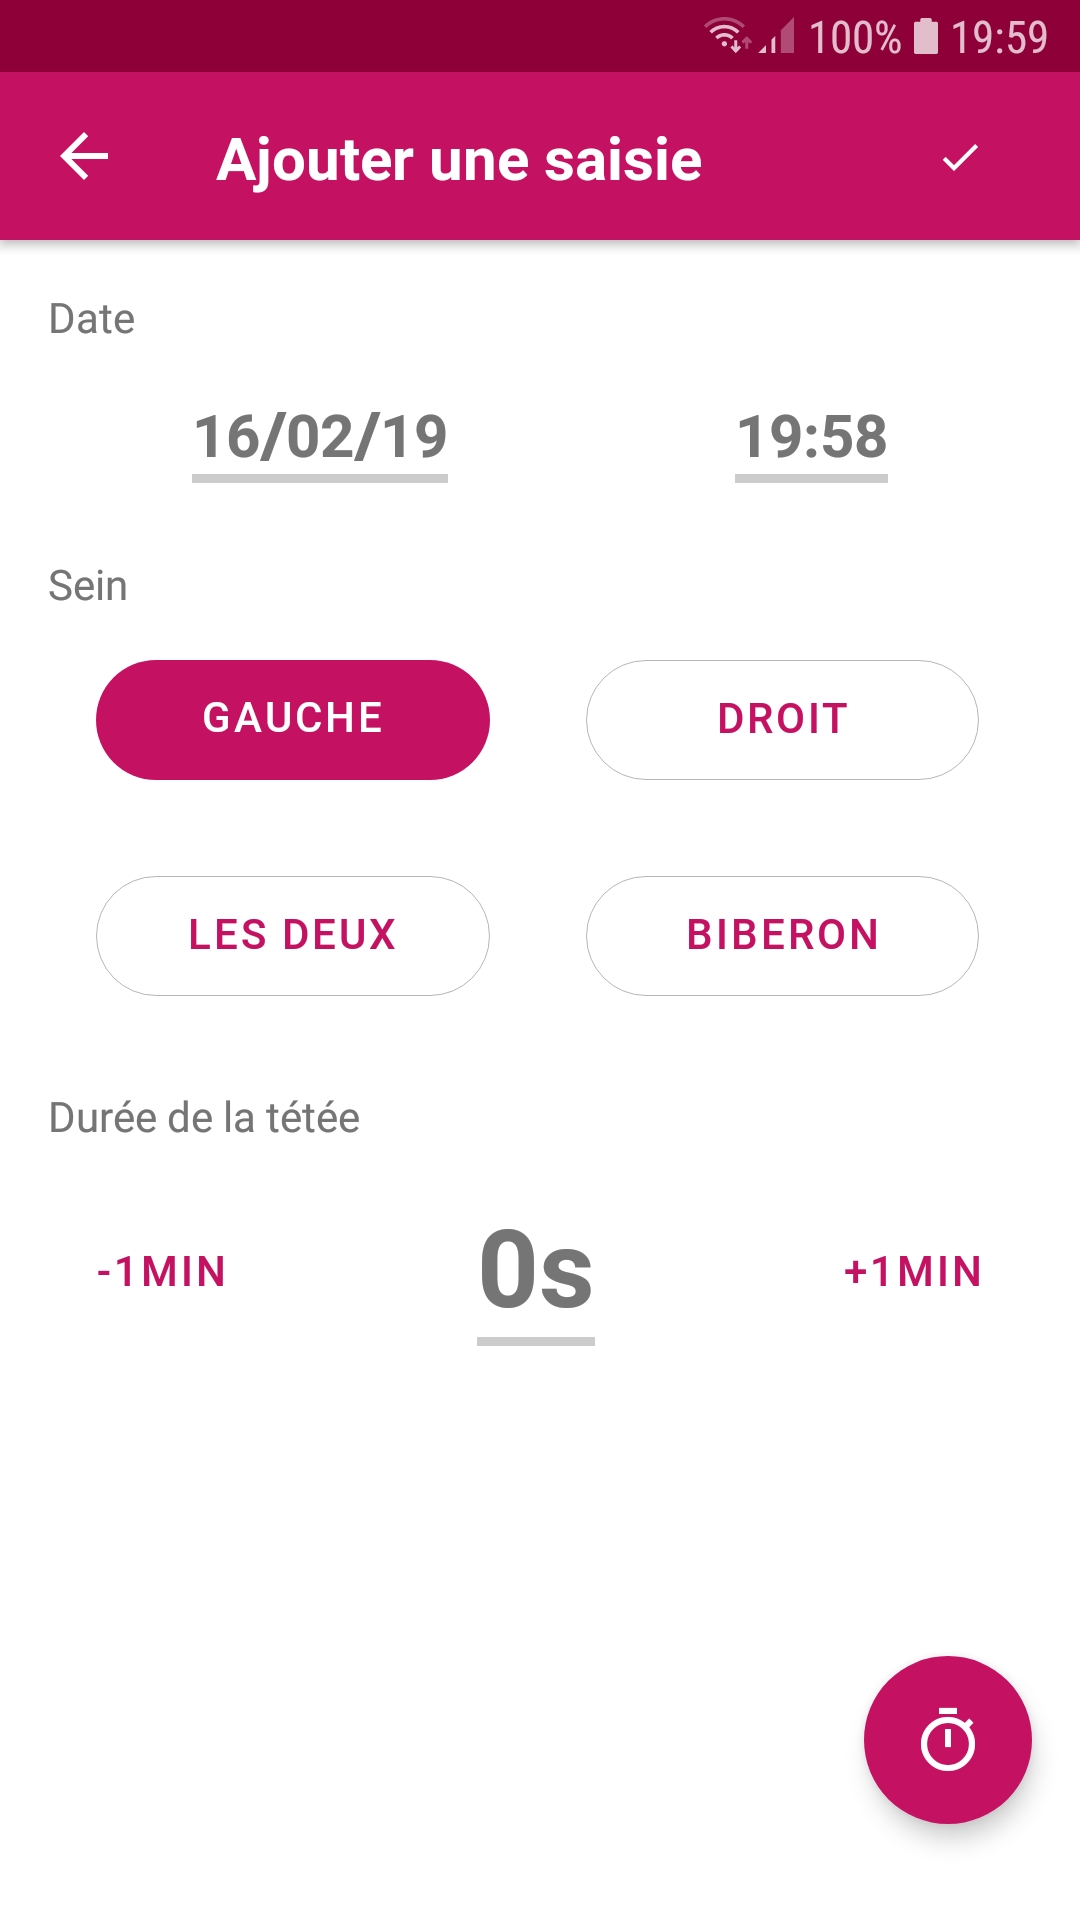 100% 19:59
Ajouter une saisie
Date
16/02/19 19:58
Sein
GAUCHE DROIT
LES DEUX BIBERON
Durée de la tétée
-1MIN 0s +1MIN